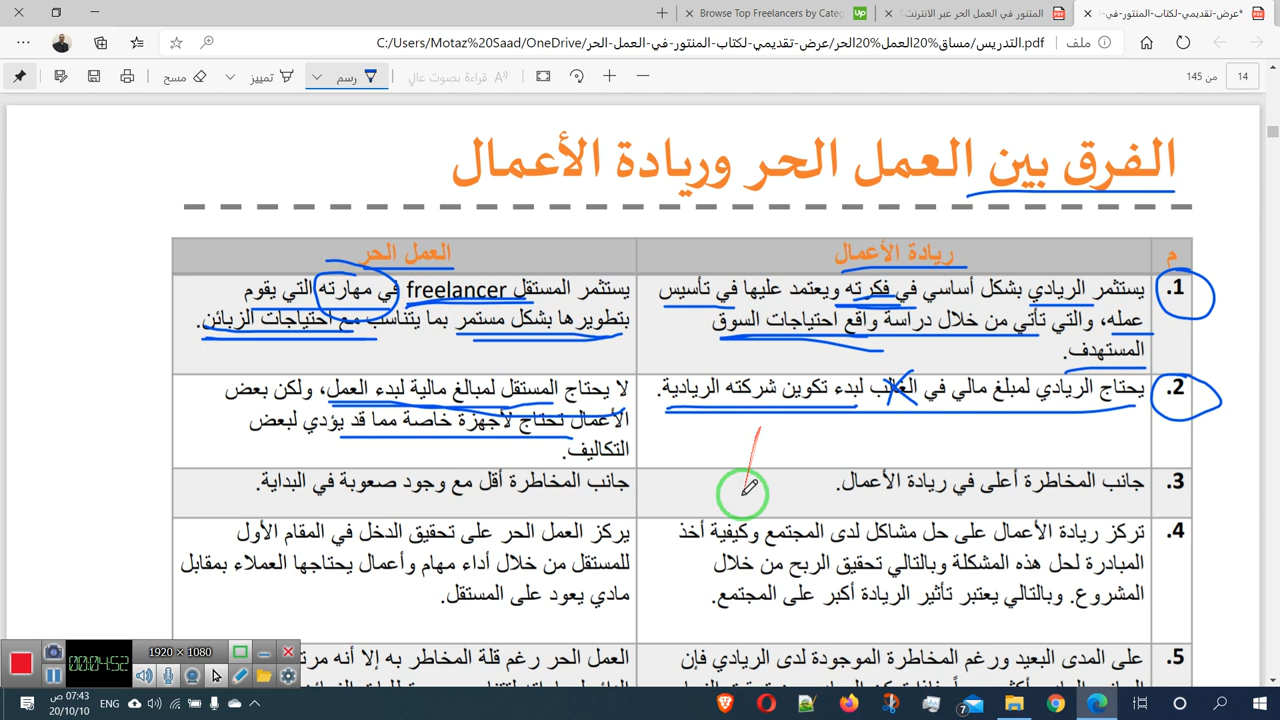 *عرض-تقديمي-لكتاب-المنثور-في-
المنثور في العمل الحر عبر الانترنت
Browse Top Freelancers by Categ
ملف
C:/Users/Motaz%20Saad/OneDrive/التدريس/مساق%20العمل%20الحر/عرض-تقديمي-لكتاب-المنثور-في-العمل-الحر.pdf
14
من 145
قراءة بصوت عالٍ
رسم
تمييز
مسح
الفرق بين العمل الحر وريادة الأعمال
م
ريادة الأعمال
العمل الحر
1.
يستثمر الريادي بشكل أساسي في فكرته ويعتمد عليها في تأسيس
عمله، والتي تأتي من خلال دراسة واقع احتياجات السوق
المستهدف.
يستثمر المستقل freelancer في مهارته التي يقوم
بتطويرها بشكل مستمر بما يتناسب مع احتياجات الزبائن.
2.
يحتاج الريادي لمبلغ مالي في الغالب لبدء تكوين شركته الريادية.
لا يحتاج المستقل لمبالغ مالية لبدء العمل، ولكن بعض
الأعمال تحتاج لأجهزة خاصة مما قد يؤدي لبعض
التكاليف.
3.
جانب المخاطرة أعلى في ريادة الأعمال.
جانب المخاطرة أقل مع وجود صعوبة في البداية.
4.
تركز ريادة الأعمال على حل مشاكل لدى المجتمع وكيفية أخذ
المبادرة لحل هذه المشكلة وبالتالي تحقيق الربح من خلال
المشروع. وبالتالي يعتبر تأثير الريادة أكبر على المجتمع.
يركز العمل الحر على تحقيق الدخل في المقام الأول
للمستقل من خلال أداء مهام وأعمال يحتاجها العملاء بمقابل
مادي يعود على المستقل.
5.
على المدى البعيد ورغم المخاطرة الموجودة لدى الريادي فإن
العمل الحر رغم قلة المخاطر به إلا أنه
00:04:52
1920 × 1080
ENG
07:43 ص
20/10/10
7